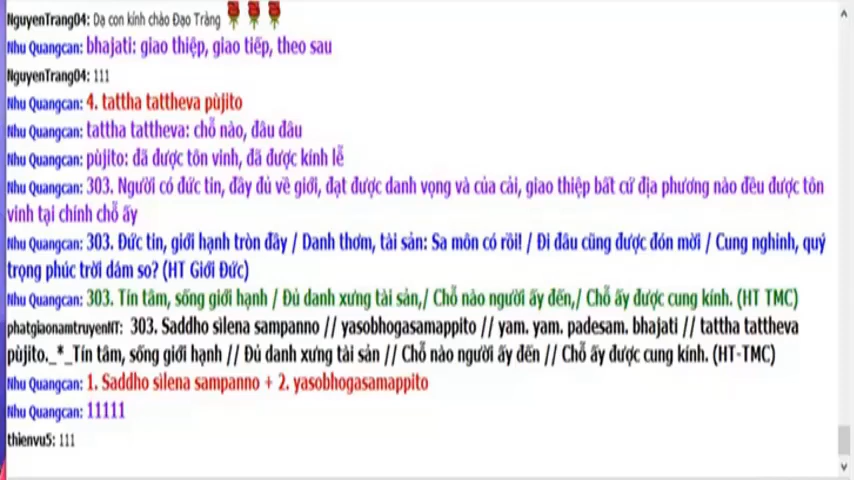 NguyenTrang04: Dạ con kính chào Đạo Tràng
Nhu Quangcan: bhajati: giao thiệp, giao tiếp, theo sau
NguyenTrang04: 111
Nhu Quangcan: 4. tattha tattheva pùjito
Nhu Quangcan: tattha tattheva: chỗ nào, đâu đâu
Nhu Quangcan: pùjito: đã được tôn vinh, đã được kính lễ
Nhu Quangcan: 303. Người có đức tin, đầy đủ về giới, đạt được danh vọng và của cải, giao thiệp bất cứ địa phương nào đều được tôn
vinh tại chính chỗ ấy
Nhu Quangcan: 303. Đức tin, giới hạnh tròn đầy / Danh thơm, tài sản: Sa môn có rồi! / Đi đâu cũng được đón mời / Cung nghinh, quý
trọng phúc trời dám so? (HT Giới Đức)
Nhu Quangcan: 303. Tín tâm, sống giới hạnh / Đủ danh xưng tài sản,/ Chỗ nào người ấy đến,/ Chỗ ấy được cung kính. (HT TMC)
phatgiaonamtruyenNT: 303. Saddho sìlena sampanno // yasobhogasamappito // yam. yam. padesam. bhajati // tattha tattheva
pùjito._*_Tín tâm, sống giới hạnh // Đủ danh xưng tài sản // Chỗ nào người ấy đến // Chỗ ấy được cung kính. (HT-TMC)
Nhu Quangcan: 1. Saddho sìlena sampanno + 2. yasobhogasamappito
Nhu Quangcan: 11111
thienvu5: 111